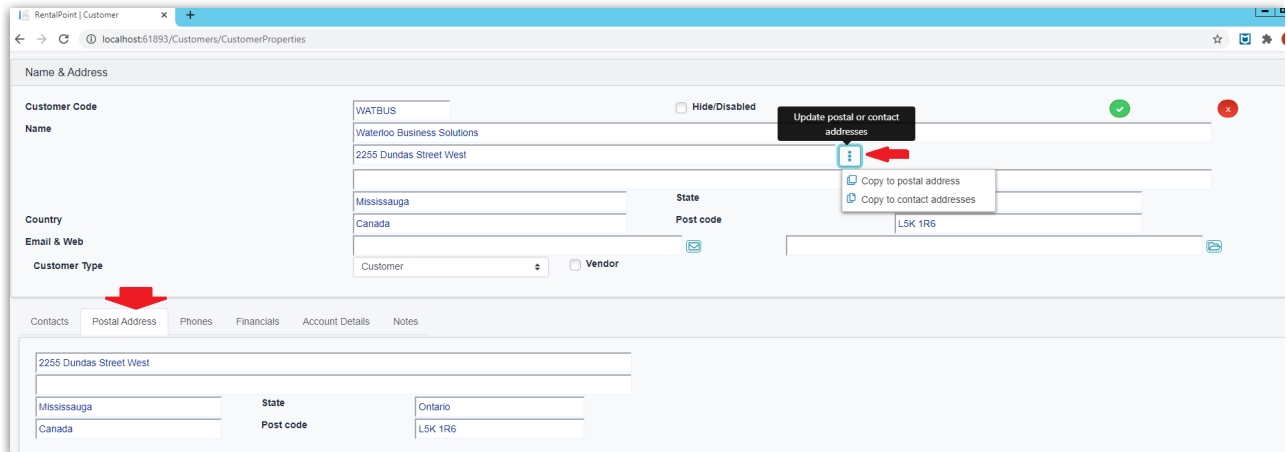 RentalPoint | Customer x +
localhost:61893/Customers/CustomerProperties
Name & Address
Customer Code WATBUS Hide/Disabled
Update postal or contact addresses
Name Waterloo Business Solutions
2255 Dundas Street West
Copy to postal address
Mississauga State
Copy to contact addresses
Country Canada Post code L5K 1R6
Email & Web
Customer Type Customer Vendor
Contacts Postal Address Phones Financials Account Details Notes
2255 Dundas Street West
Mississauga State Ontario
Canada Post code L5K 1R6